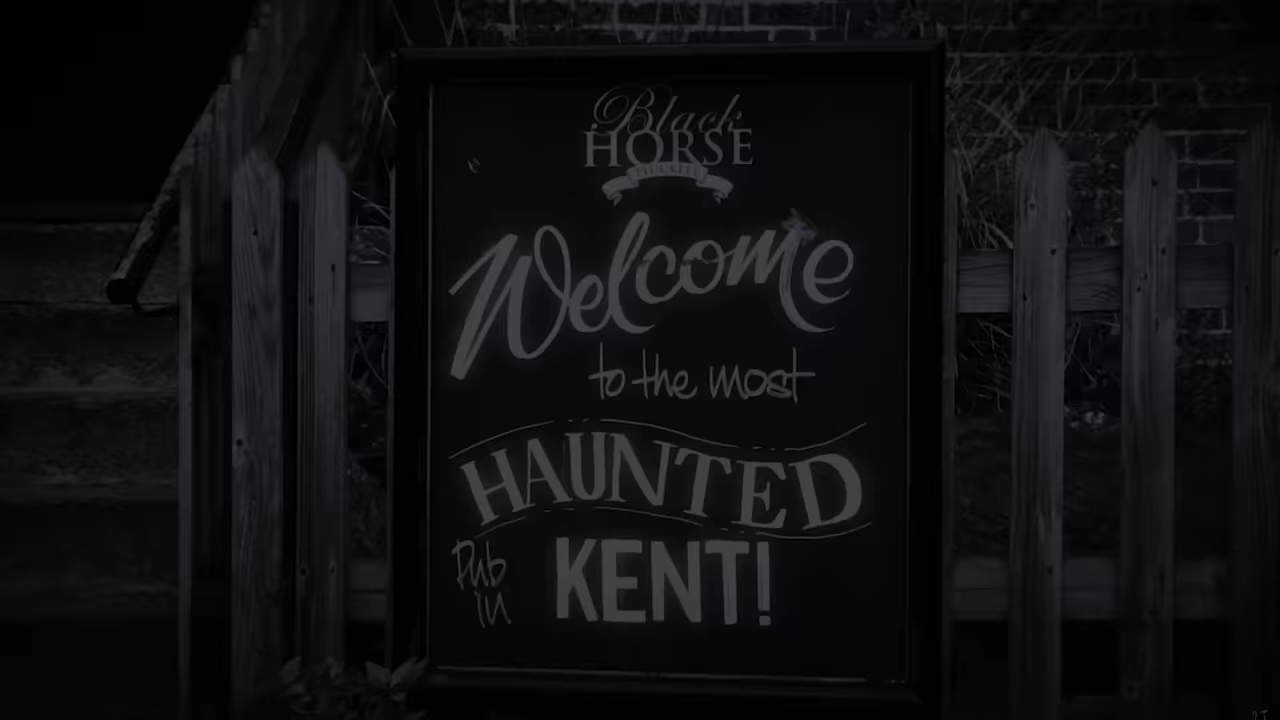 Black
HORSE
Welcome
to the most
HAUNTED
Pub in KENT!